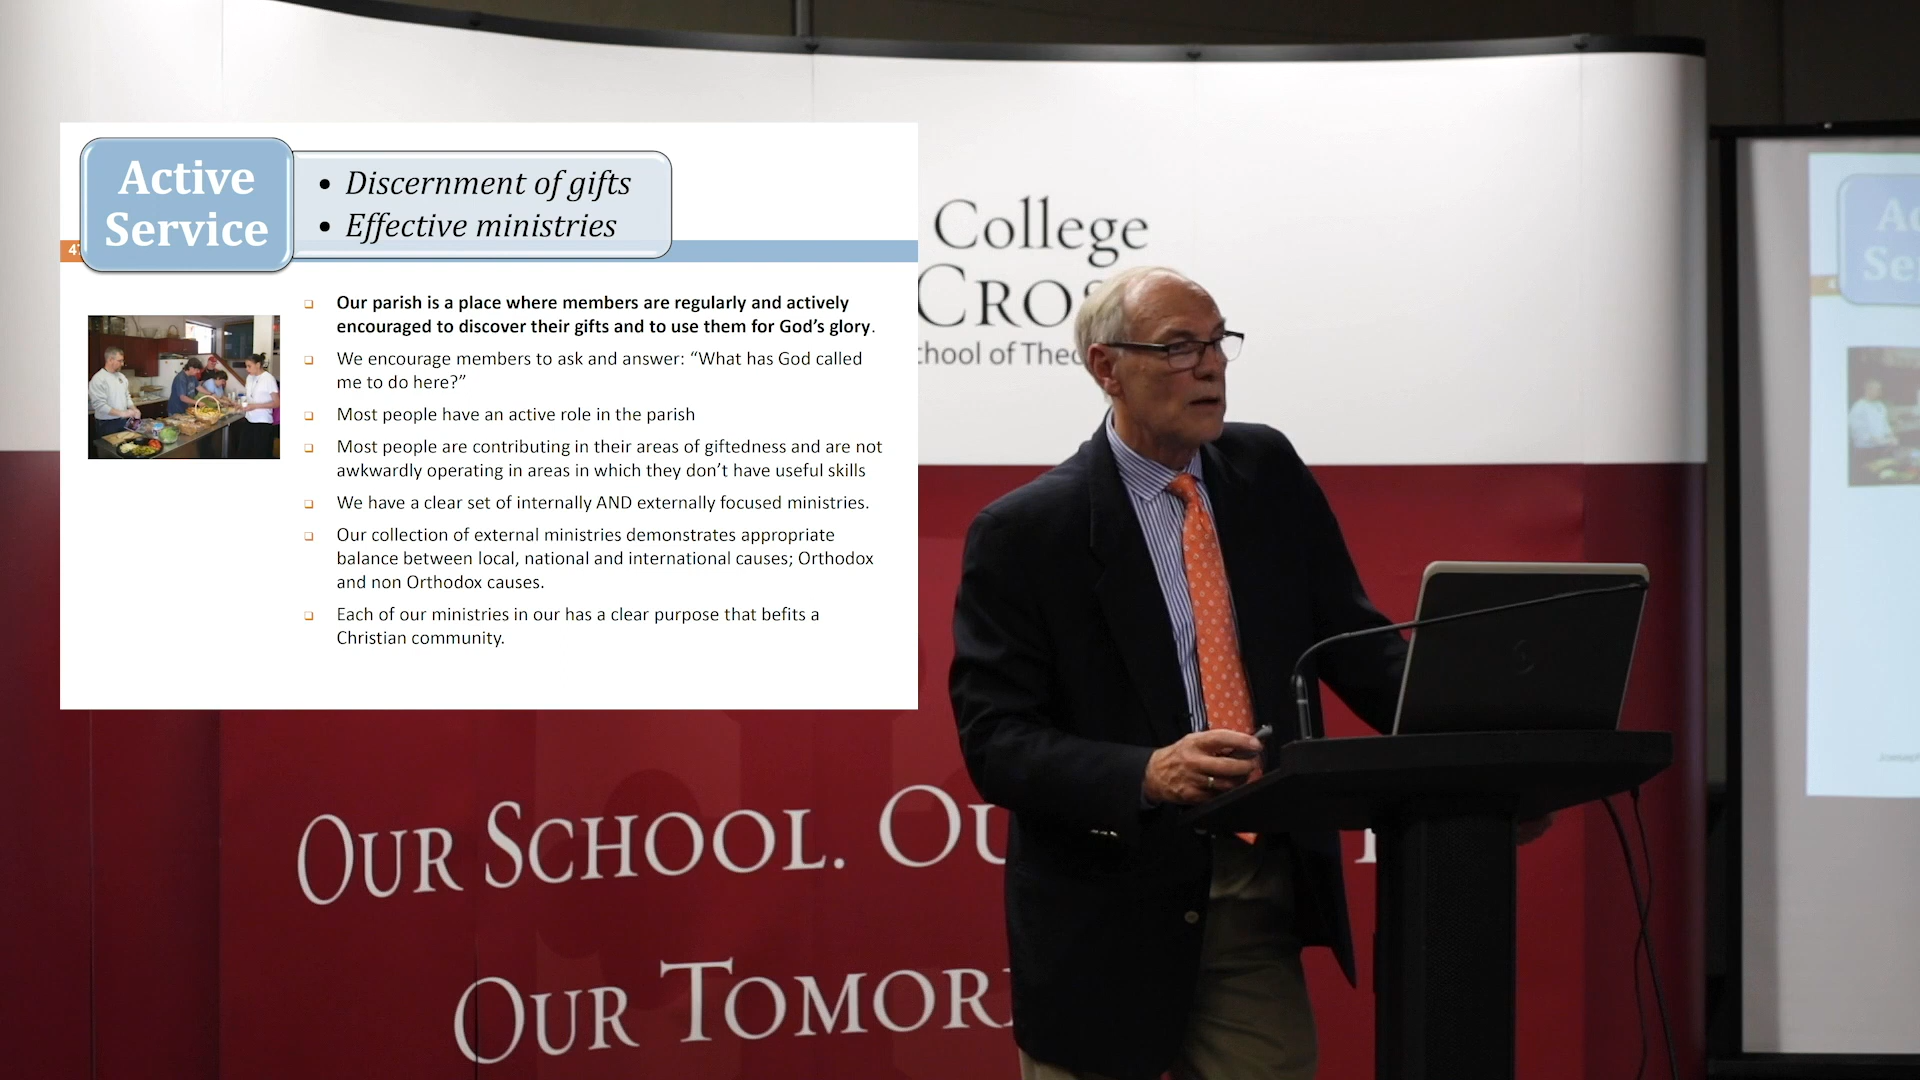 Active
Service
• Discernment of gifts
• Effective ministries
Our parish is a place where members are regularly and actively
encouraged to discover their gifts and to use them for God’s glory.
We encourage members to ask and answer: “What has God called
me to do here?”
Most people have an active role in the parish
Most people are contributing in their areas of giftedness and are not
awkwardly operating in areas in which they don’t have useful skills
We have a clear set of internally AND externally focused ministries.
Our collection of external ministries demonstrates appropriate
balance between local, national and international causes; Orthodox
and non Orthodox causes.
Each of our ministries in our has a clear purpose that befits a
Christian community.
College
OUR SCHOOL.
OUR